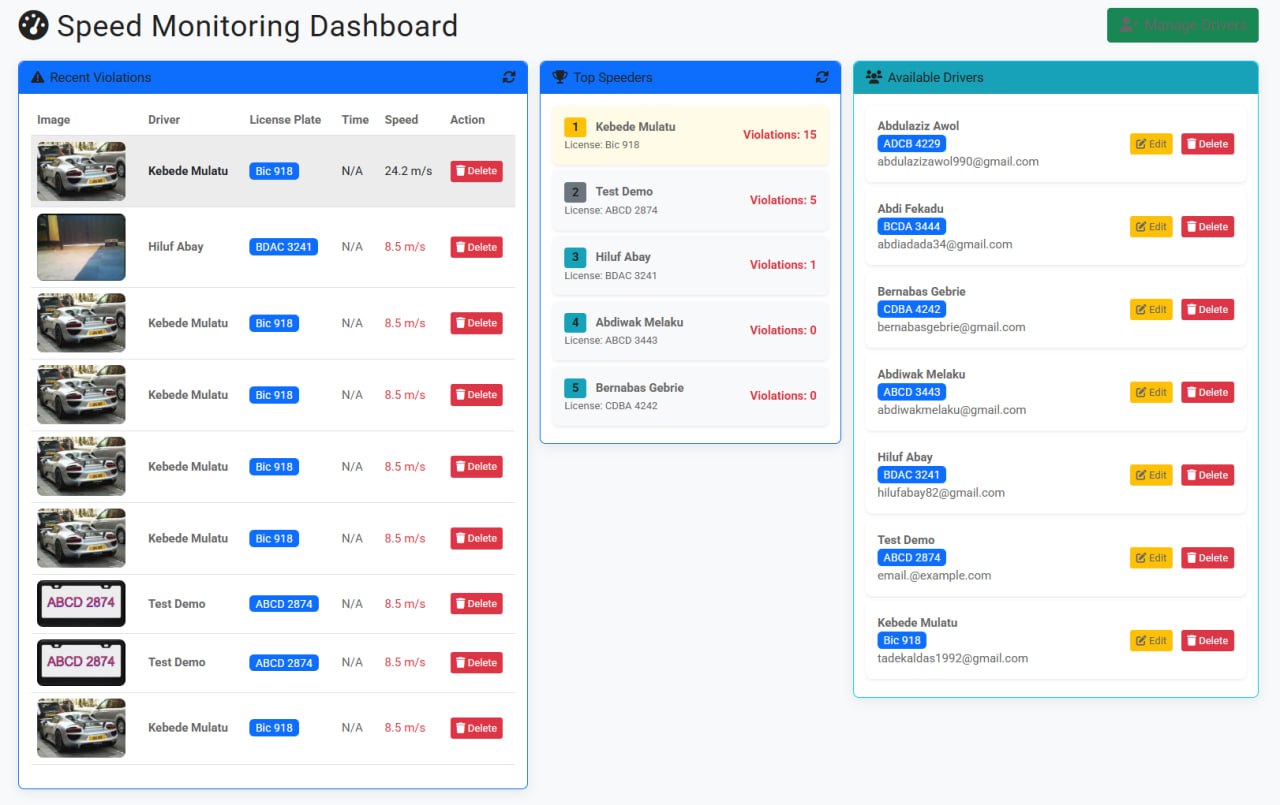 Speed Monitoring Dashboard
Manage Drivers
Recent Violations
Image Driver License Plate Time Speed Action
Kebede Mulatu Bic 918 N/A 24.2 m/s Delete
Hiluf Abay BDAC 3241 N/A 8.5 m/s Delete
Kebede Mulatu Bic 918 N/A 8.5 m/s Delete
Kebede Mulatu Bic 918 N/A 8.5 m/s Delete
Kebede Mulatu Bic 918 N/A 8.5 m/s Delete
Kebede Mulatu Bic 918 N/A 8.5 m/s Delete
ABCD 2874 Test Demo ABCD 2874 N/A 8.5 m/s Delete
ABCD 2874 Test Demo ABCD 2874 N/A 8.5 m/s Delete
Kebede Mulatu Bic 918 N/A 8.5 m/s Delete
Top Speeders
1 Kebede Mulatu Violations: 15
License: Bic 918
2 Test Demo Violations: 5
License: ABCD 2874
3 Hiluf Abay Violations: 1
License: BDAC 3241
4 Abdiwak Melaku Violations: 0
License: ABCD 3443
5 Bernabas Gebrie Violations: 0
License: CDBA 4242
Available Drivers
Abdulaziz Awol
ADCB 4229 Edit Delete
abdulazizawol990@gmail.com
Abdi Fekadu
BCDA 3444 Edit Delete
abdiadada34@gmail.com
Bernabas Gebrie
CDBA 4242 Edit Delete
bernabasgebrie@gmail.com
Abdiwak Melaku
ABCD 3443 Edit Delete
abdiwakmelaku@gmail.com
Hiluf Abay
BDAC 3241 Edit Delete
hilufabay82@gmail.com
Test Demo
ABCD 2874 Edit Delete
email.@example.com
Kebede Mulatu
Bic 918 Edit Delete
tadekaldas1992@gmail.com